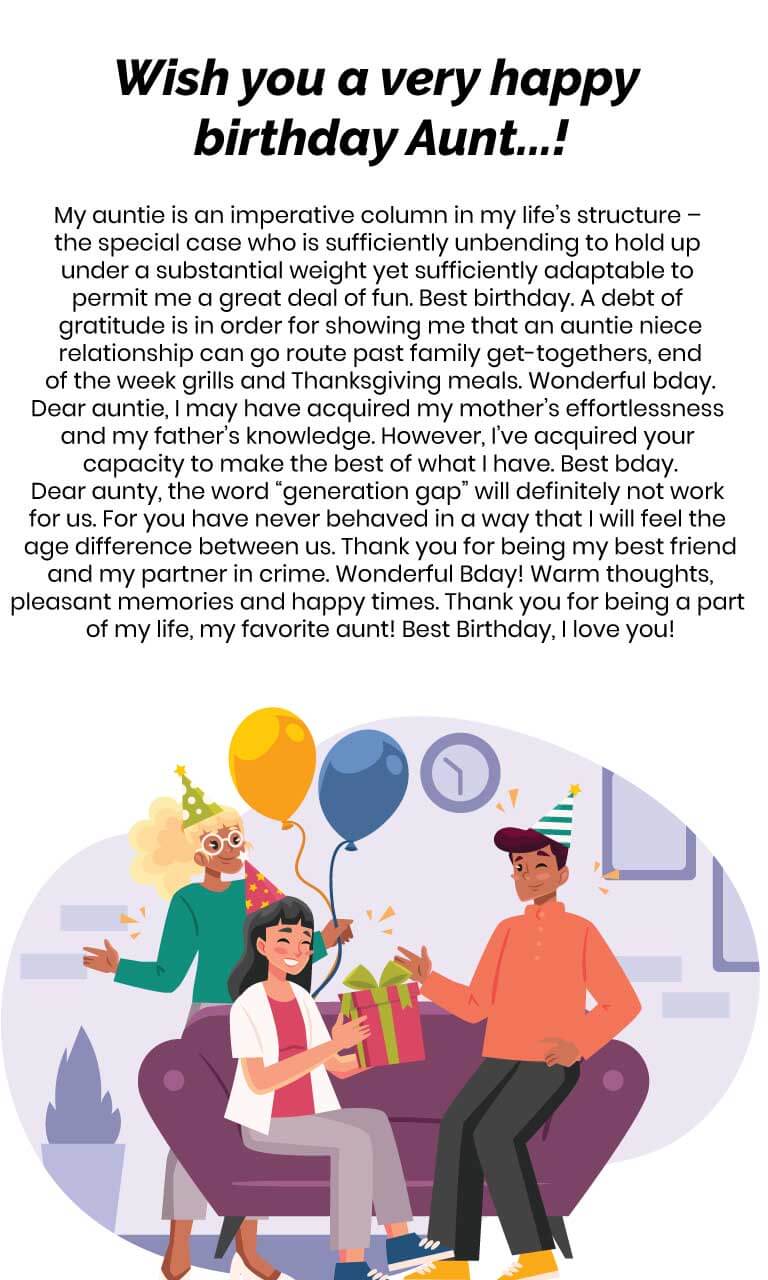 Wish you a very happy
birthday Aunt...!
My auntie is an imperative column in my life’s structure –
the special case who is sufficiently unbending to hold up
under a substantial weight yet sufficiently adaptable to
permit me a great deal of fun. Best birthday. A debt of
gratitude is in order for showing me that an auntie niece
relationship can go route past family get-togethers, end
of the week grills and Thanksgiving meals. Wonderful bday.
Dear auntie, I may have acquired my mother’s effortlessness
and my father’s knowledge. However, I’ve acquired your
capacity to make the best of what I have. Best bday.
Dear aunty, the word “generation gap” will definitely not work
for us. For you have never behaved in a way that I will feel the
age difference between us. Thank you for being my best friend
and my partner in crime. Wonderful Bday! Warm thoughts,
pleasant memories and happy times. Thank you for being a part
of my life, my favorite aunt! Best Birthday, I love you!